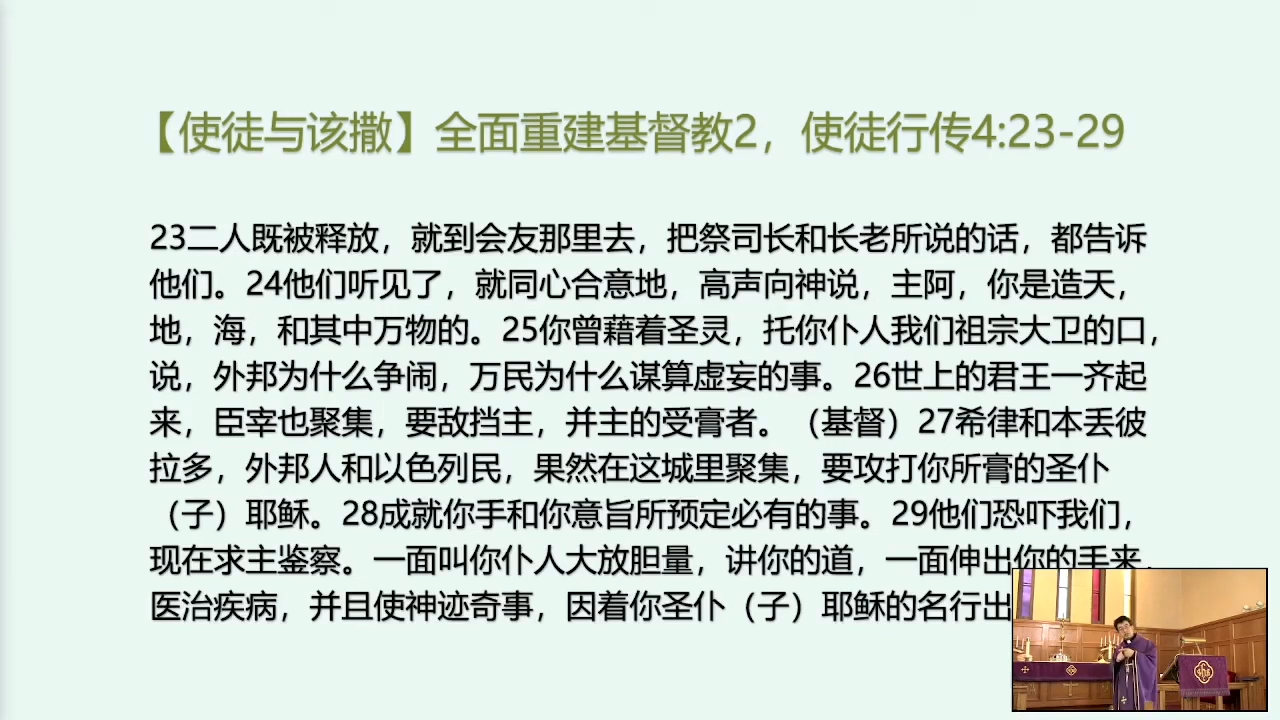 【使徒与该撒】全面重建基督教2，使徒行传4:23-29
23二人既被释放，就到会友那里去，把祭司长和长老所说的话，都告诉
他们。24他们听见了，就同心合意地，高声向神说，主阿，你是造天，
地，海，和其中万物的。25你曾藉着圣灵，托你仆人我们祖宗大卫的口，
说，外邦为什么争闹，万民为什么谋算虚妄的事。26世上的君王一齐起
来，臣宰也聚集，要敌挡主，并主的受膏者。（基督）27希律和本丢彼
拉多，外邦人和以色列民，果然在这城里聚集，要攻打你所膏的圣仆
（子）耶稣。28成就你手和你意旨所预定必有的事。29他们恐吓我们，
现在求主鉴察。一面叫你仆人大放胆量，讲你的道，一面伸出你的手来，
医治疾病，并且使神迹奇事，因着你圣仆（子）耶稣的名行出